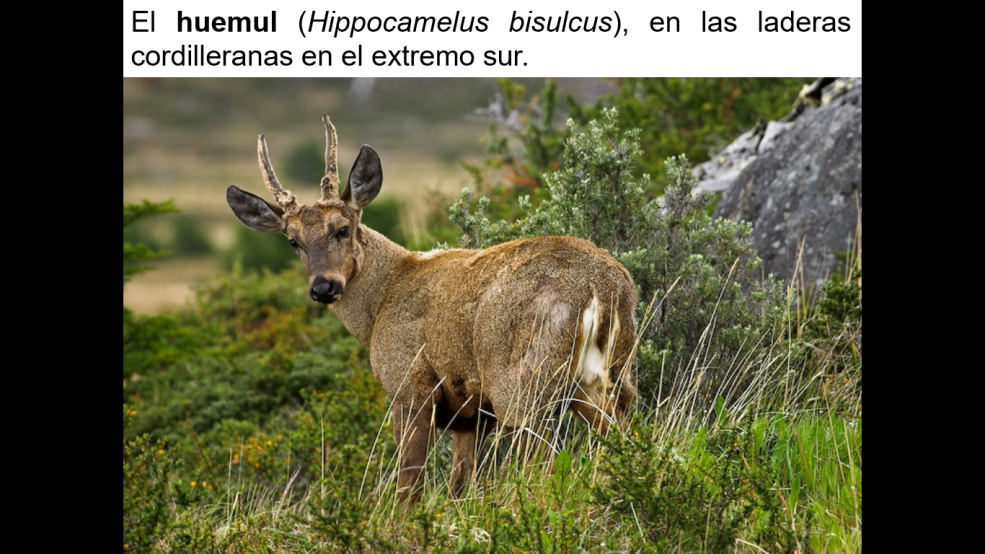 El huemul (Hippocamelus bisulcus), en las laderas
cordilleranas en el extremo sur.